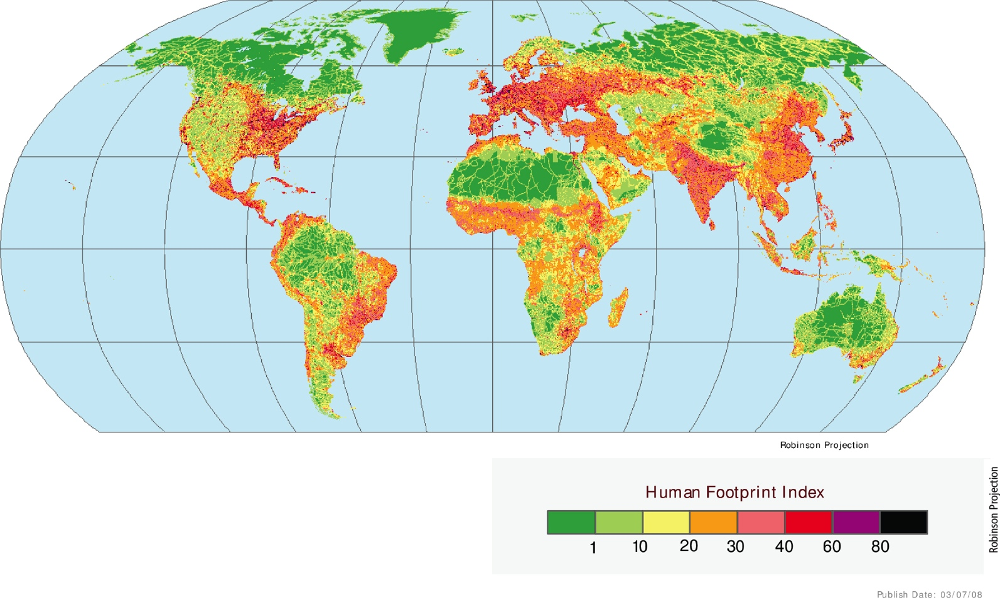 Robinson Projection
Robinson Projection
Human Footprint Index
1 10 20 30 40 60 80
Publish Date: 03/07/08